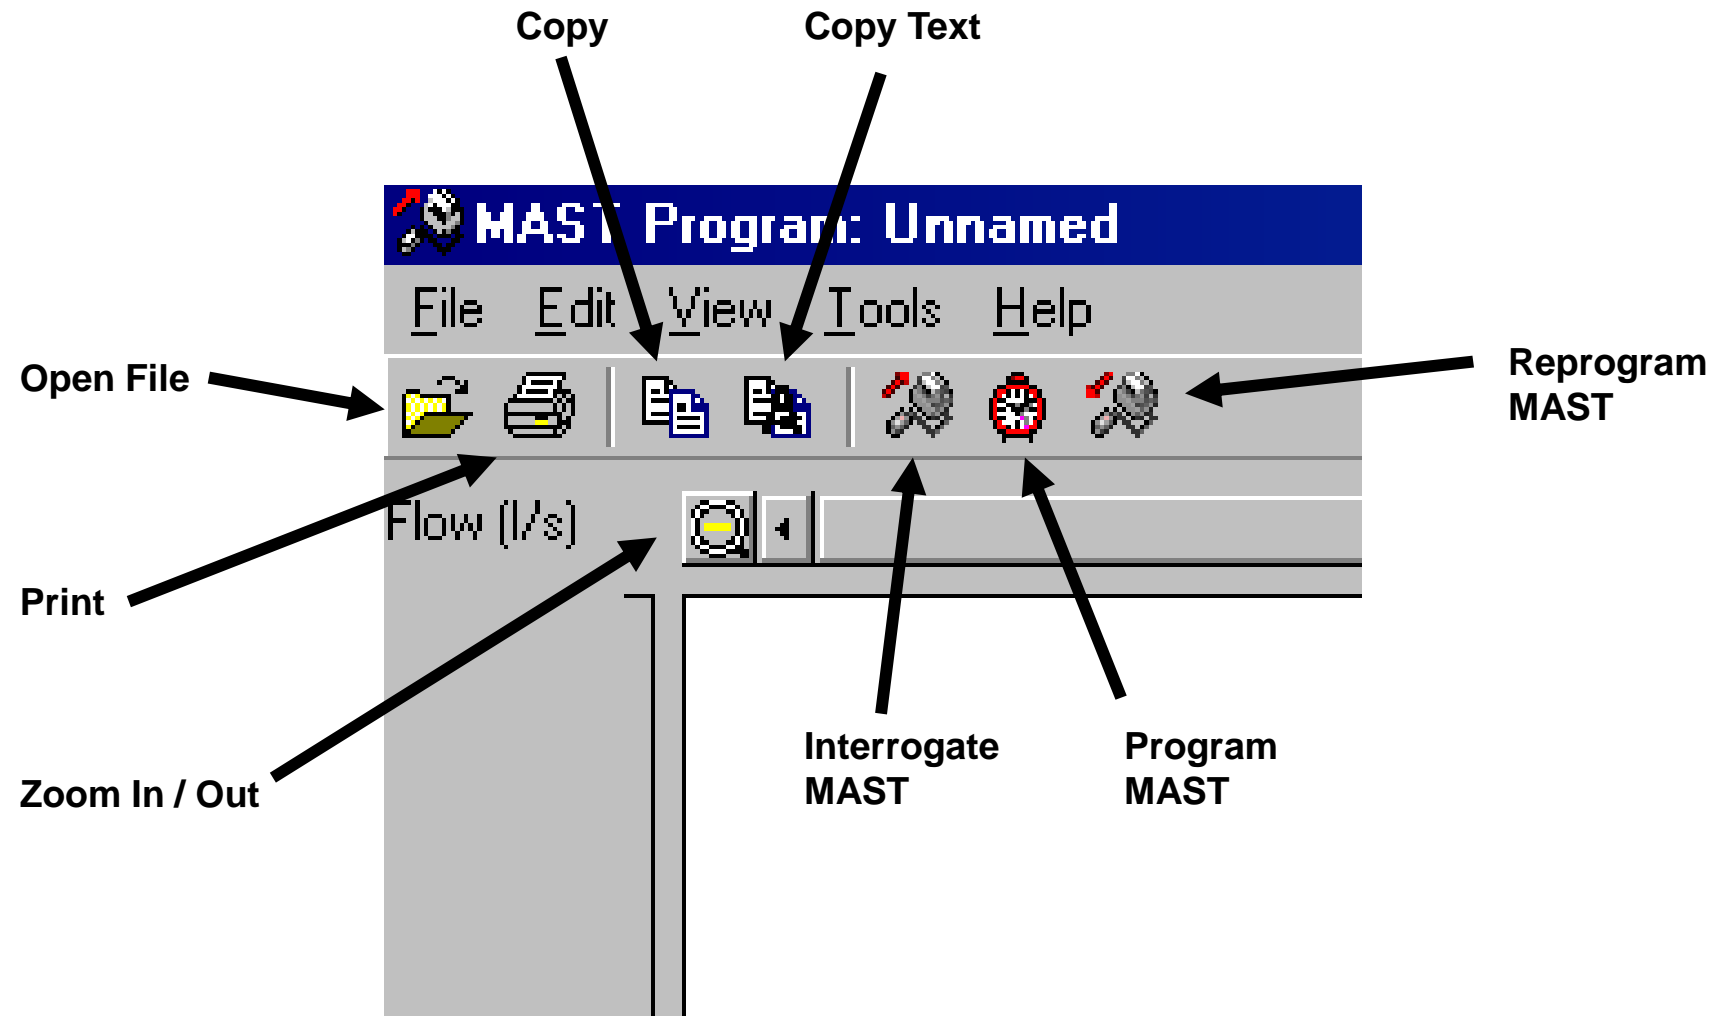 Copy
Copy Text
MAST Program: Unnamed
File Edit View Tools Help
Open File
Reprogram
MAST
Flow (l/s)
Print
Interrogate
MAST
Program
MAST
Zoom In / Out